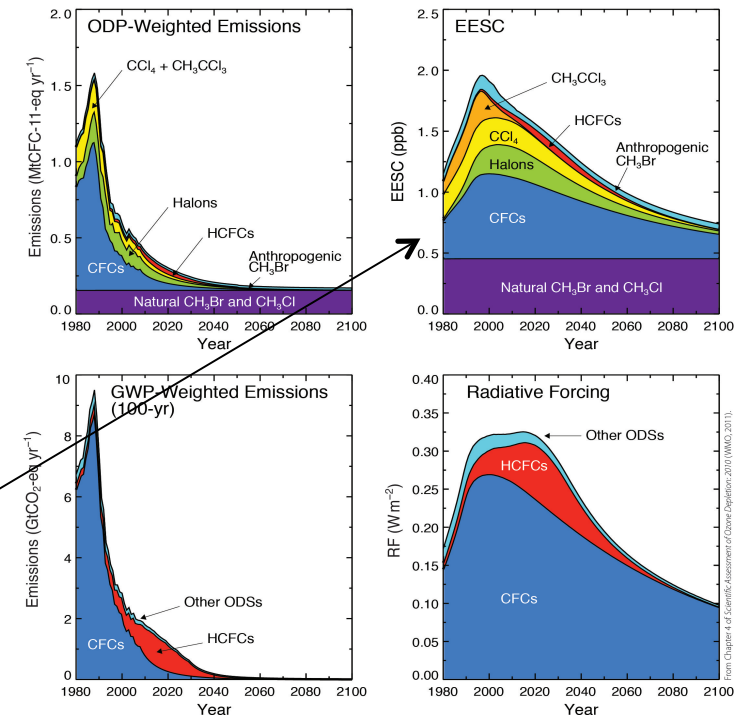 ODP-Weighted Emissions
Emissions (MtCFC-11-eq yr⁻¹)
2.0
1.5
1.0
0.5
0.0
CCl₄ + CH₃CCl₃
Halons
HCFCs
Anthropogenic
CH₃Br
CFCs
Natural CH₃Br and CH₃Cl
1980 2000 2020 2040 2060 2080 2100
Year
EESC
EESC (ppb)
2.5
2.0
1.5
1.0
0.5
0.0
CH₃CCl₃
HCFCs
CCl₄
Anthropogenic
CH₃Br
Halons
CFCs
Natural CH₃Br and CH₃Cl
1980 2000 2020 2060 2060 2080 2100
Year
GWP-Weighted Emissions
(100-yr)
Emissions (GtCO₂-eq yr⁻¹)
10
8
6
4
2
0
Other ODSs
HCFCs
CFCs
1980 2000 2020 2040 2060 2080 2100
Year
Radiative Forcing
RF (W m⁻²)
0.40
0.35
0.30
0.25
0.20
0.15
0.10
0.05
0.00
Other ODSs
HCFCs
CFCs
1980 2000 2020 2040 2060 2080 2100
Year
From Chapter 4 of Scientific Assessment of Ozone Depletion: 2010 (WMO, 2011).